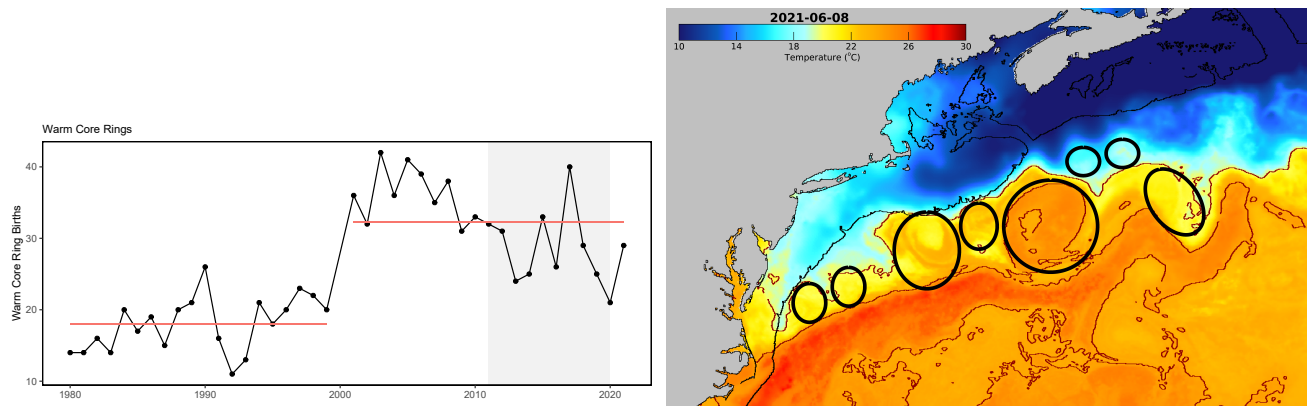 Warm Core Rings
Warm Core Ring Births
40
30
20
10
1980
1990
2000
2010
2020
2021-06-08
10 14 18 22 26 30
Temperature (°C)